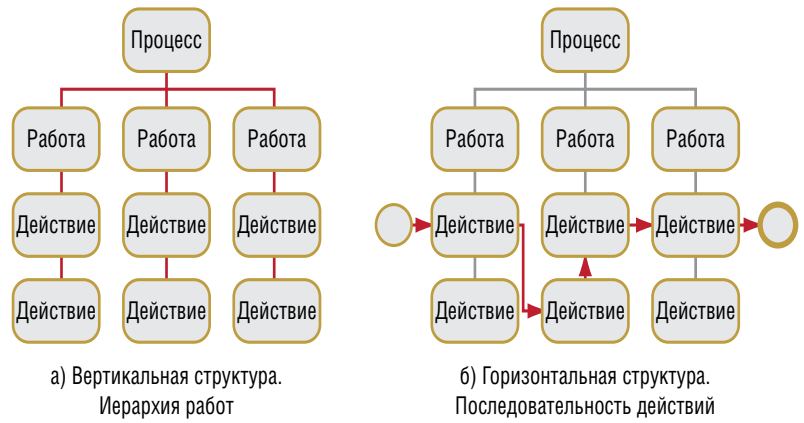 Процесс
Работа Работа Работа
Действие Действие Действие
Действие Действие Действие
а) Вертикальная структура.
Иерархия работ
Процесс
Работа Работа Работа
Действие Действие Действие
Действие Действие Действие
б) Горизонтальная структура.
Последовательность действий